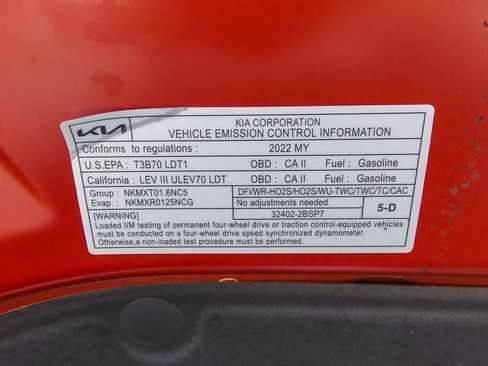 KIA
KIA CORPORATION
VEHICLE EMISSION CONTROL INFORMATION
Conforms to regulations : 2022 MY
U.S.EPA : T3B70 LDT1 OBD : CA II Fuel : Gasoline
California : LEV III ULEV70 LDT OBD : CA II Fuel : Gasoline
Group : NKMXT01.6NC5 DFI/WR-HO2S/HO2S/WU-TWC/TWC/TC/CAC
Evap. : NKMXR0125NCG No adjustments needed.
32402-2BSP7 5-D
[WARNING]
Loaded I/M testing of permanent four-wheel drive or traction control-equipped vehicles
must be conducted on a four-wheel drive speed synchronized dynamometer.
Otherwise,a non-loaded test procedure must be performed.